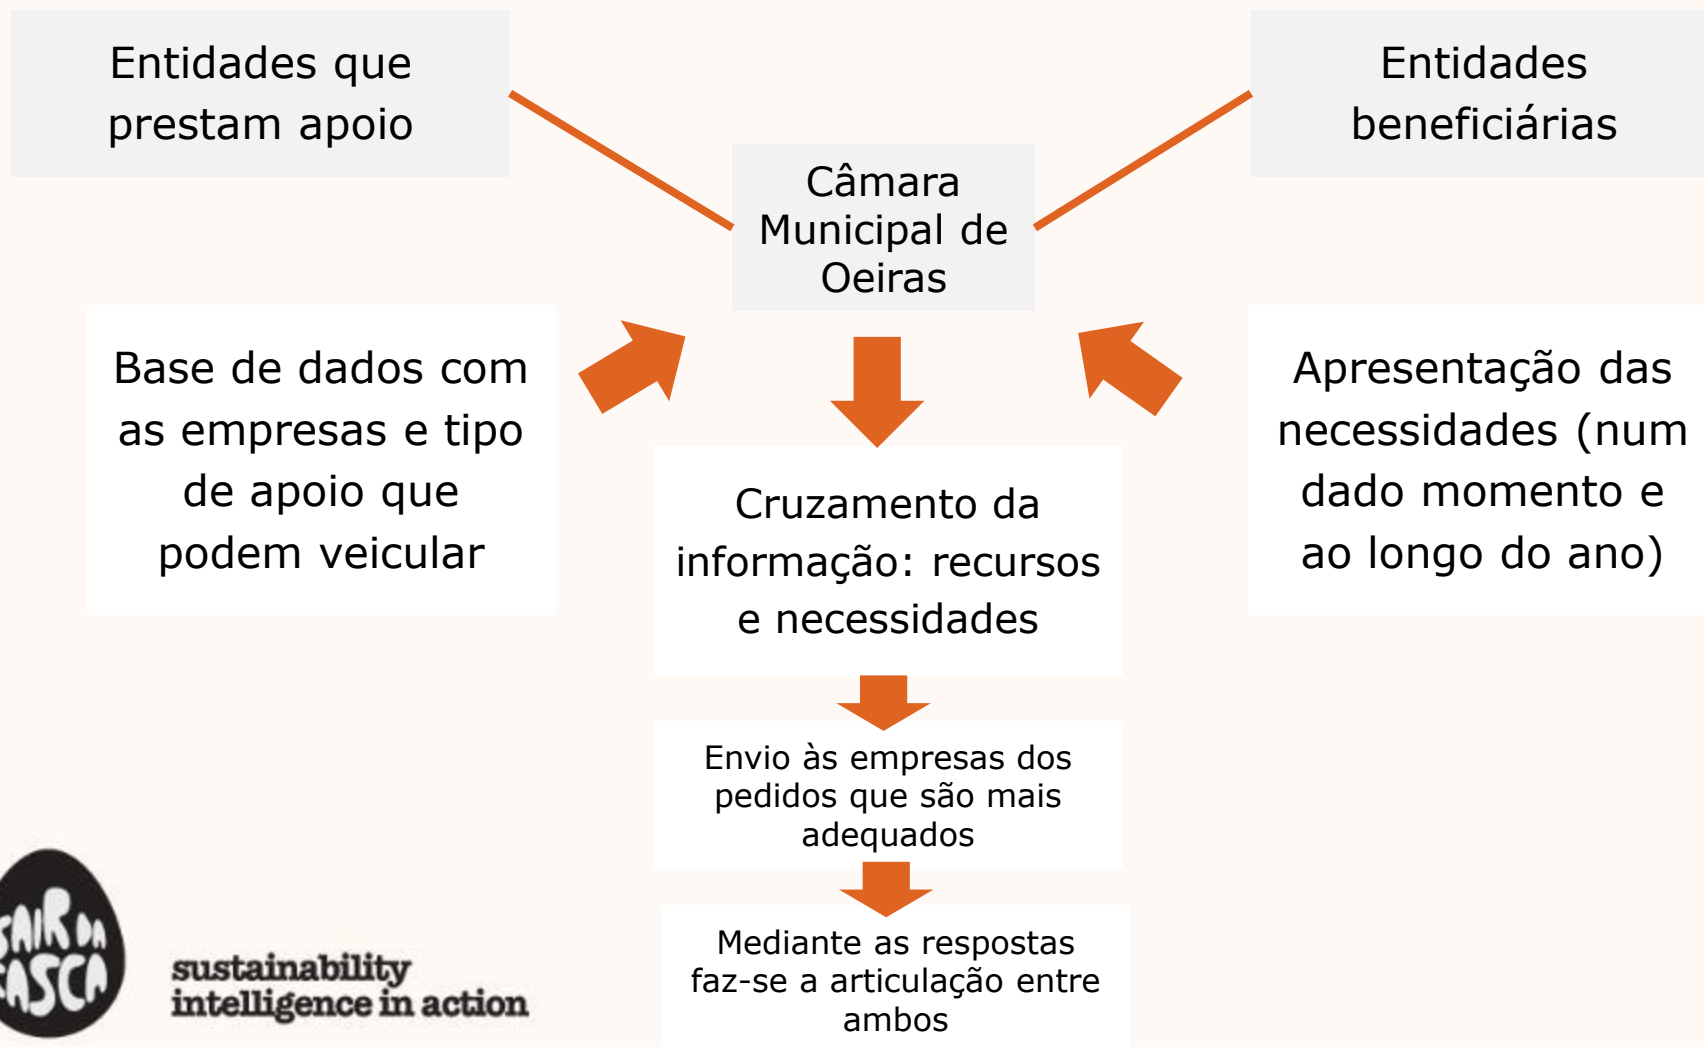 Entidades que
prestam apoio
Entidades
beneficiárias
Câmara
Municipal de
Oeiras
Base de dados com
as empresas e tipo
de apoio que
podem veicular
Apresentação das
necessidades (num
dado momento e
ao longo do ano)
Cruzamento da
informação: recursos
e necessidades
Envio às empresas dos
pedidos que são mais
adequados
Mediante as respostas
faz-se a articulação entre
ambos
SAIR DA
CASCA
sustainability
intelligence in action